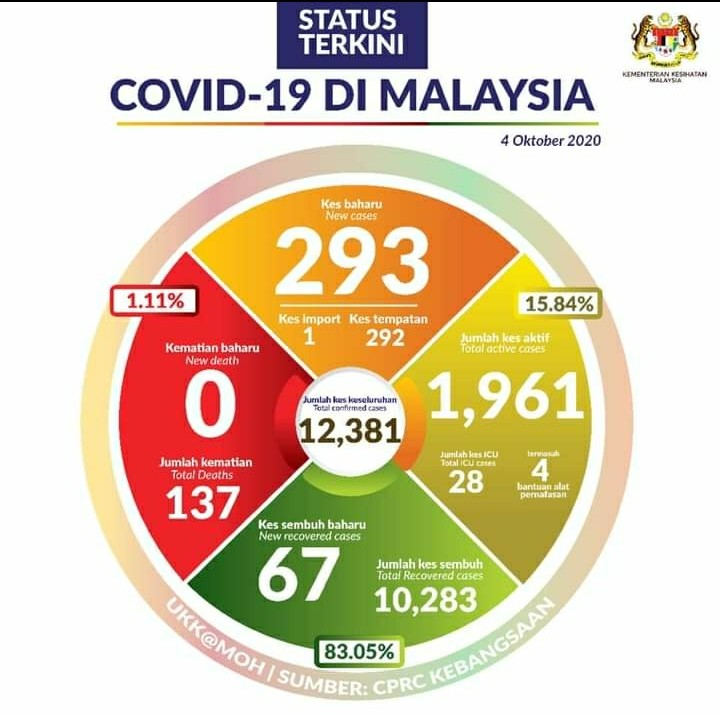 STATUS
TERKINI
KEMENTERIAN KESIHATAN
MALAYSIA
COVID-19 DI MALAYSIA
4 Oktober 2020
Kes baharu
New cases
293
Kes import Kes tempatan
1 292
1.11%
15.84%
Kematian baharu
New death
0
Jumlah kematian
Total Deaths
137
Jumlah kes keseluruhan
Total confirmed cases
12,381
Jumlah kes aktif
Total active cases
1,961
Jumlah kes ICU
Total ICU cases
28
termasuk
4
bantuan alat
pernafasan
Kes sembuh baharu
New recovered cases
67
Jumlah kes sembuh
Total Recovered cases
10,283
83.05%
UKK@MOH | SUMBER: CPRC KEBANGSAAN